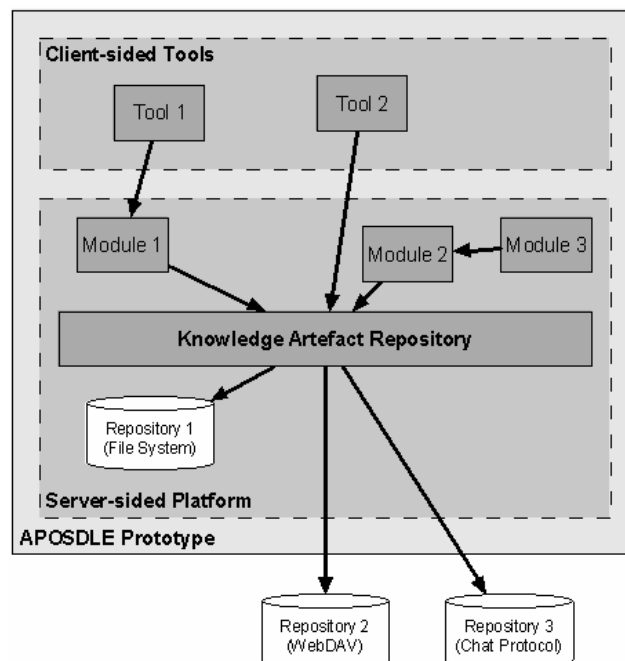 Client-sided Tools
Tool 1
Tool 2
Module 1
Module 2
Module 3
Knowledge Artefact Repository
Repository 1
(File System)
Server-sided Platform
APOSDLE Prototype
Repository 2
(WebDAV)
Repository 3
(Chat Protocol)